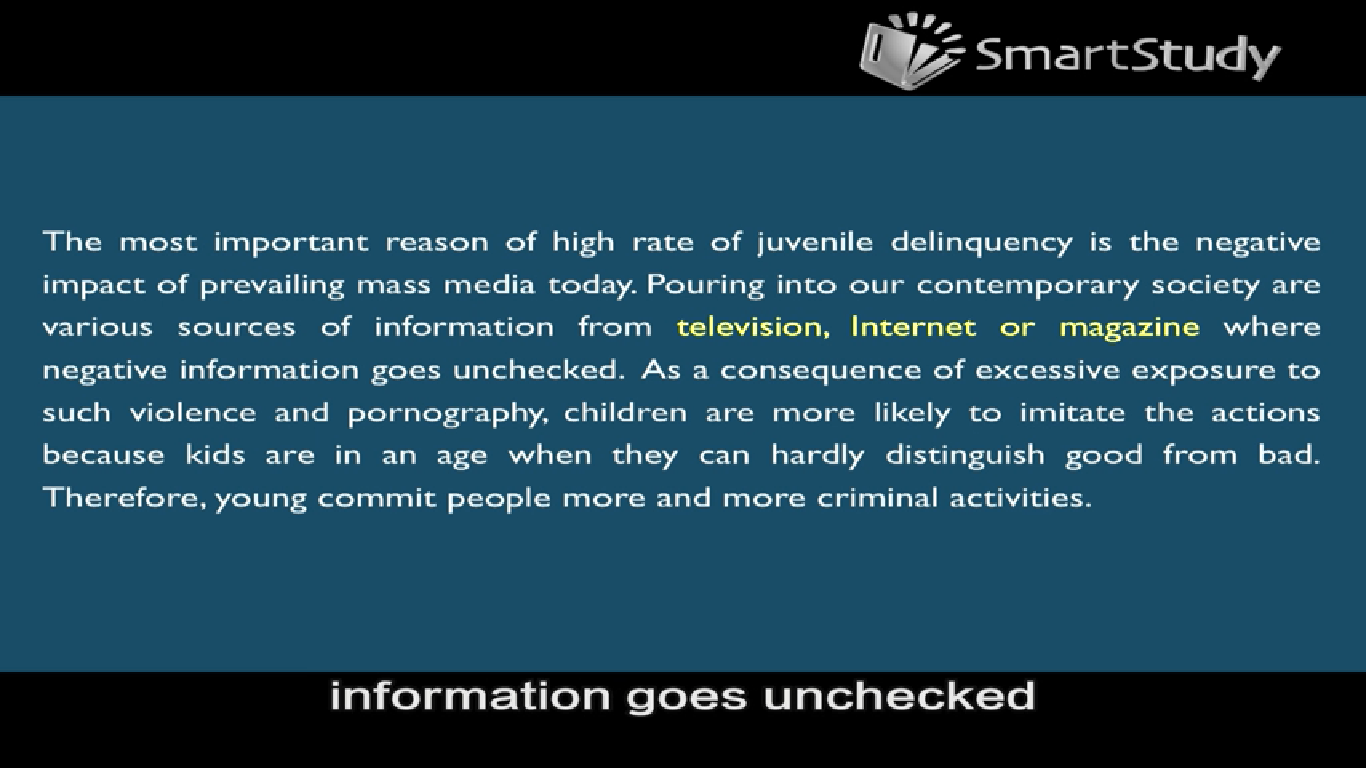 SmartStudy
The most important reason of high rate of juvenile delinquency is the negative
impact of prevailing mass media today. Pouring into our contemporary society are
various sources of information from television, Internet or magazine where
negative information goes unchecked. As a consequence of excessive exposure to
such violence and pornography, children are more likely to imitate the actions
because kids are in an age when they can hardly distinguish good from bad.
Therefore, young commit people more and more criminal activities.
information goes unchecked